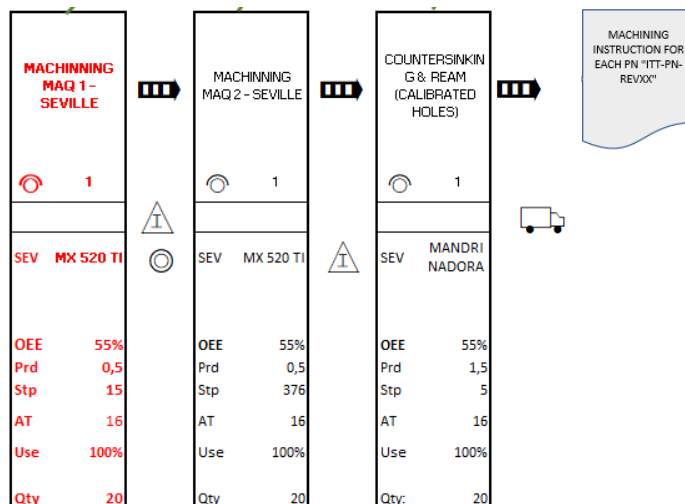 MACHINNING
MAQ 1 -
SEVILLE
1
SEV MX 520 TI
OEE 55%
Prd 0,5
Stp 15
AT 16
Use 100%
Qty 20
I
MACHINNING
MAQ 2 - SEVILLE
1
SEV MX 520 TI
OEE 55%
Prd 0,5
Stp 376
AT 16
Use 100%
Qty 20
I
COUNTERSINKIN
G & REAM
(CALIBRATED
HOLES)
1
SEV MANDRI
NADORA
OEE 55%
Prd 1,5
Stp 5
AT 16
Use 100%
Qty: 20
MACHINING
INSTRUCTION FOR
EACH PN "ITT-PN-
REVXX"